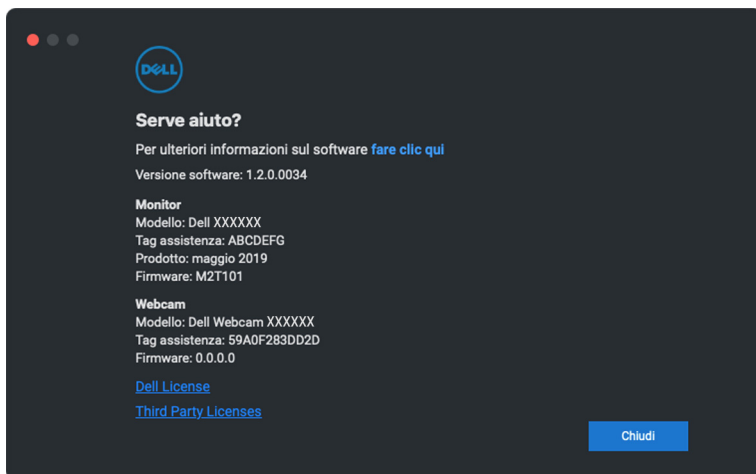 DELL
Serve aiuto?
Per ulteriori informazioni sul software fare clic qui
Versione software: 1.2.0.0034
Monitor
Modello: Dell XXXXXX
Tag assistenza: ABCDEFG
Prodotto: maggio 2019
Firmware: M2T101
Webcam
Modello: Dell Webcam XXXXXX
Tag assistenza: 59A0F283DD2D
Firmware: 0.0.0.0
Dell License
Third Party Licenses
Chiudi